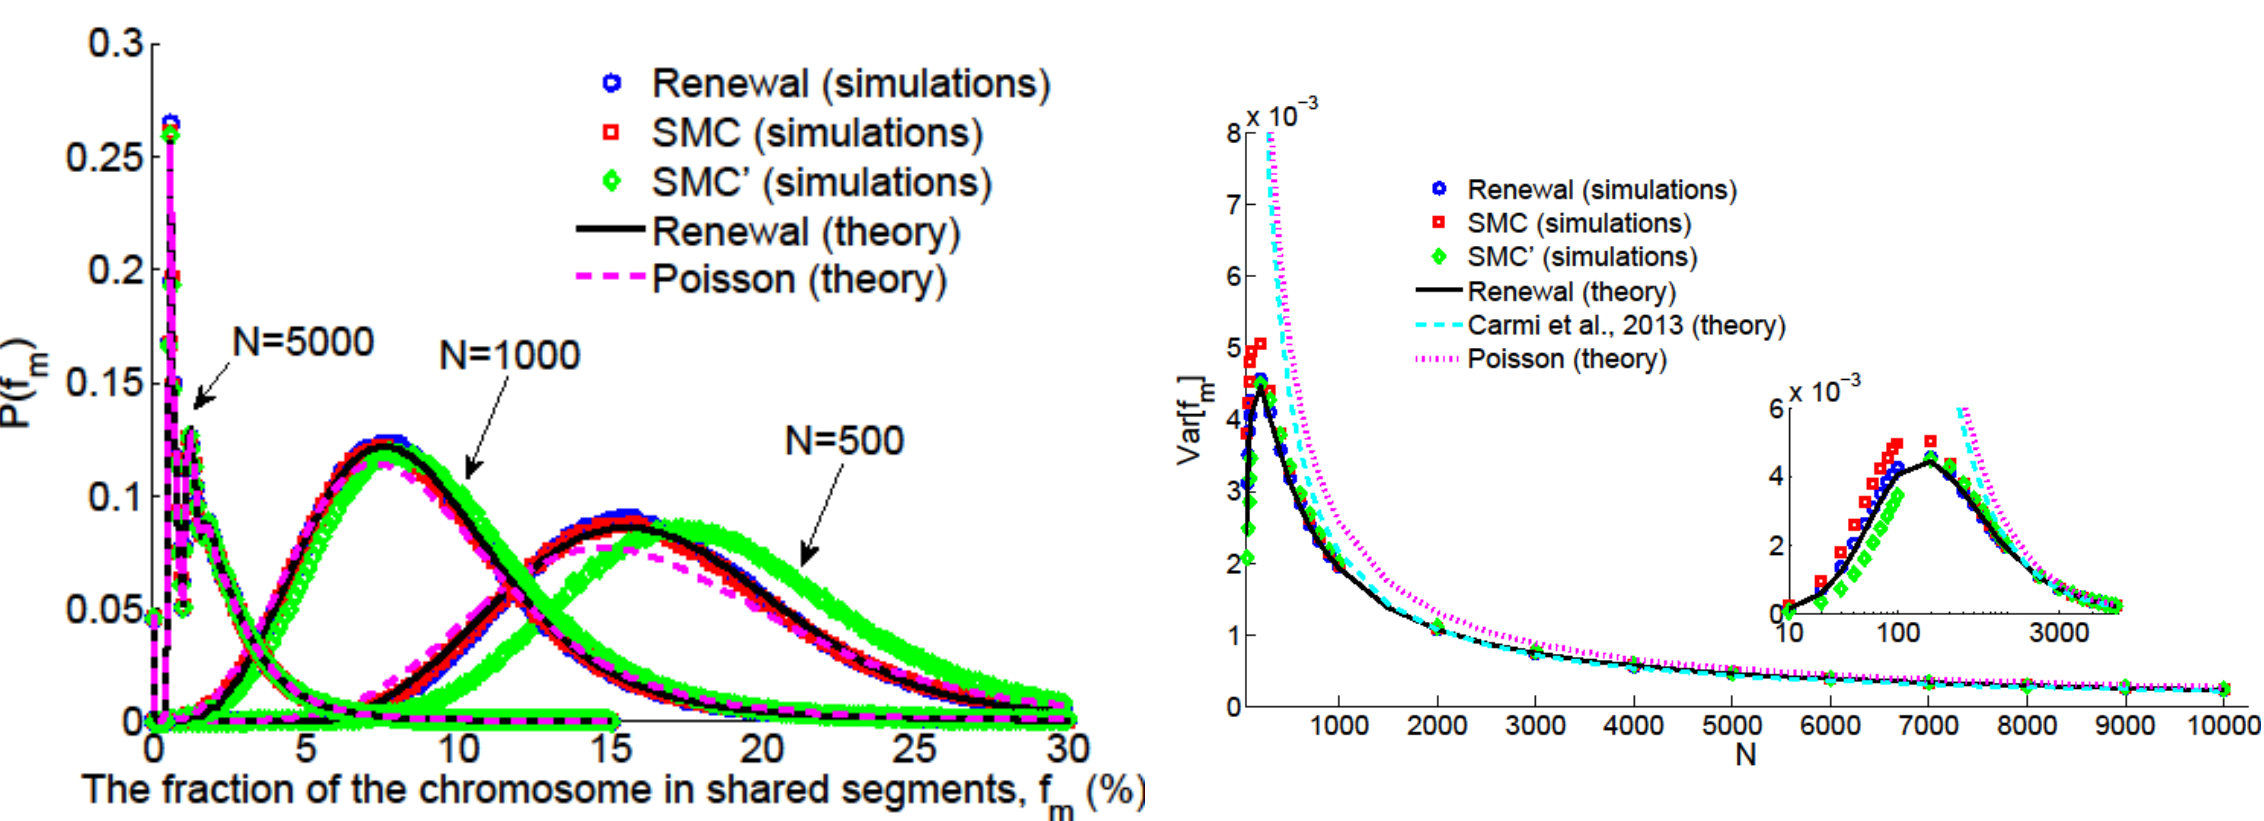 0.3
0.25
0.2
0.15
0.1
0.05
0
P(f_m)
Renewal (simulations)
SMC (simulations)
SMC' (simulations)
Renewal (theory)
Poisson (theory)
N=5000
N=1000
N=500
0 5 10 15 20 25 30
The fraction of the chromosome in shared segments, f_m (%)
x 10^−3
8
7
6
5
4
3
2
1
0
Var[f_m]
Renewal (simulations)
SMC (simulations)
SMC' (simulations)
Renewal (theory)
Carmi et al., 2013 (theory)
Poisson (theory)
x 10^−3
6
4
2
0
10 100 3000
1000 2000 3000 4000 5000 6000 7000 8000 9000 10000
N